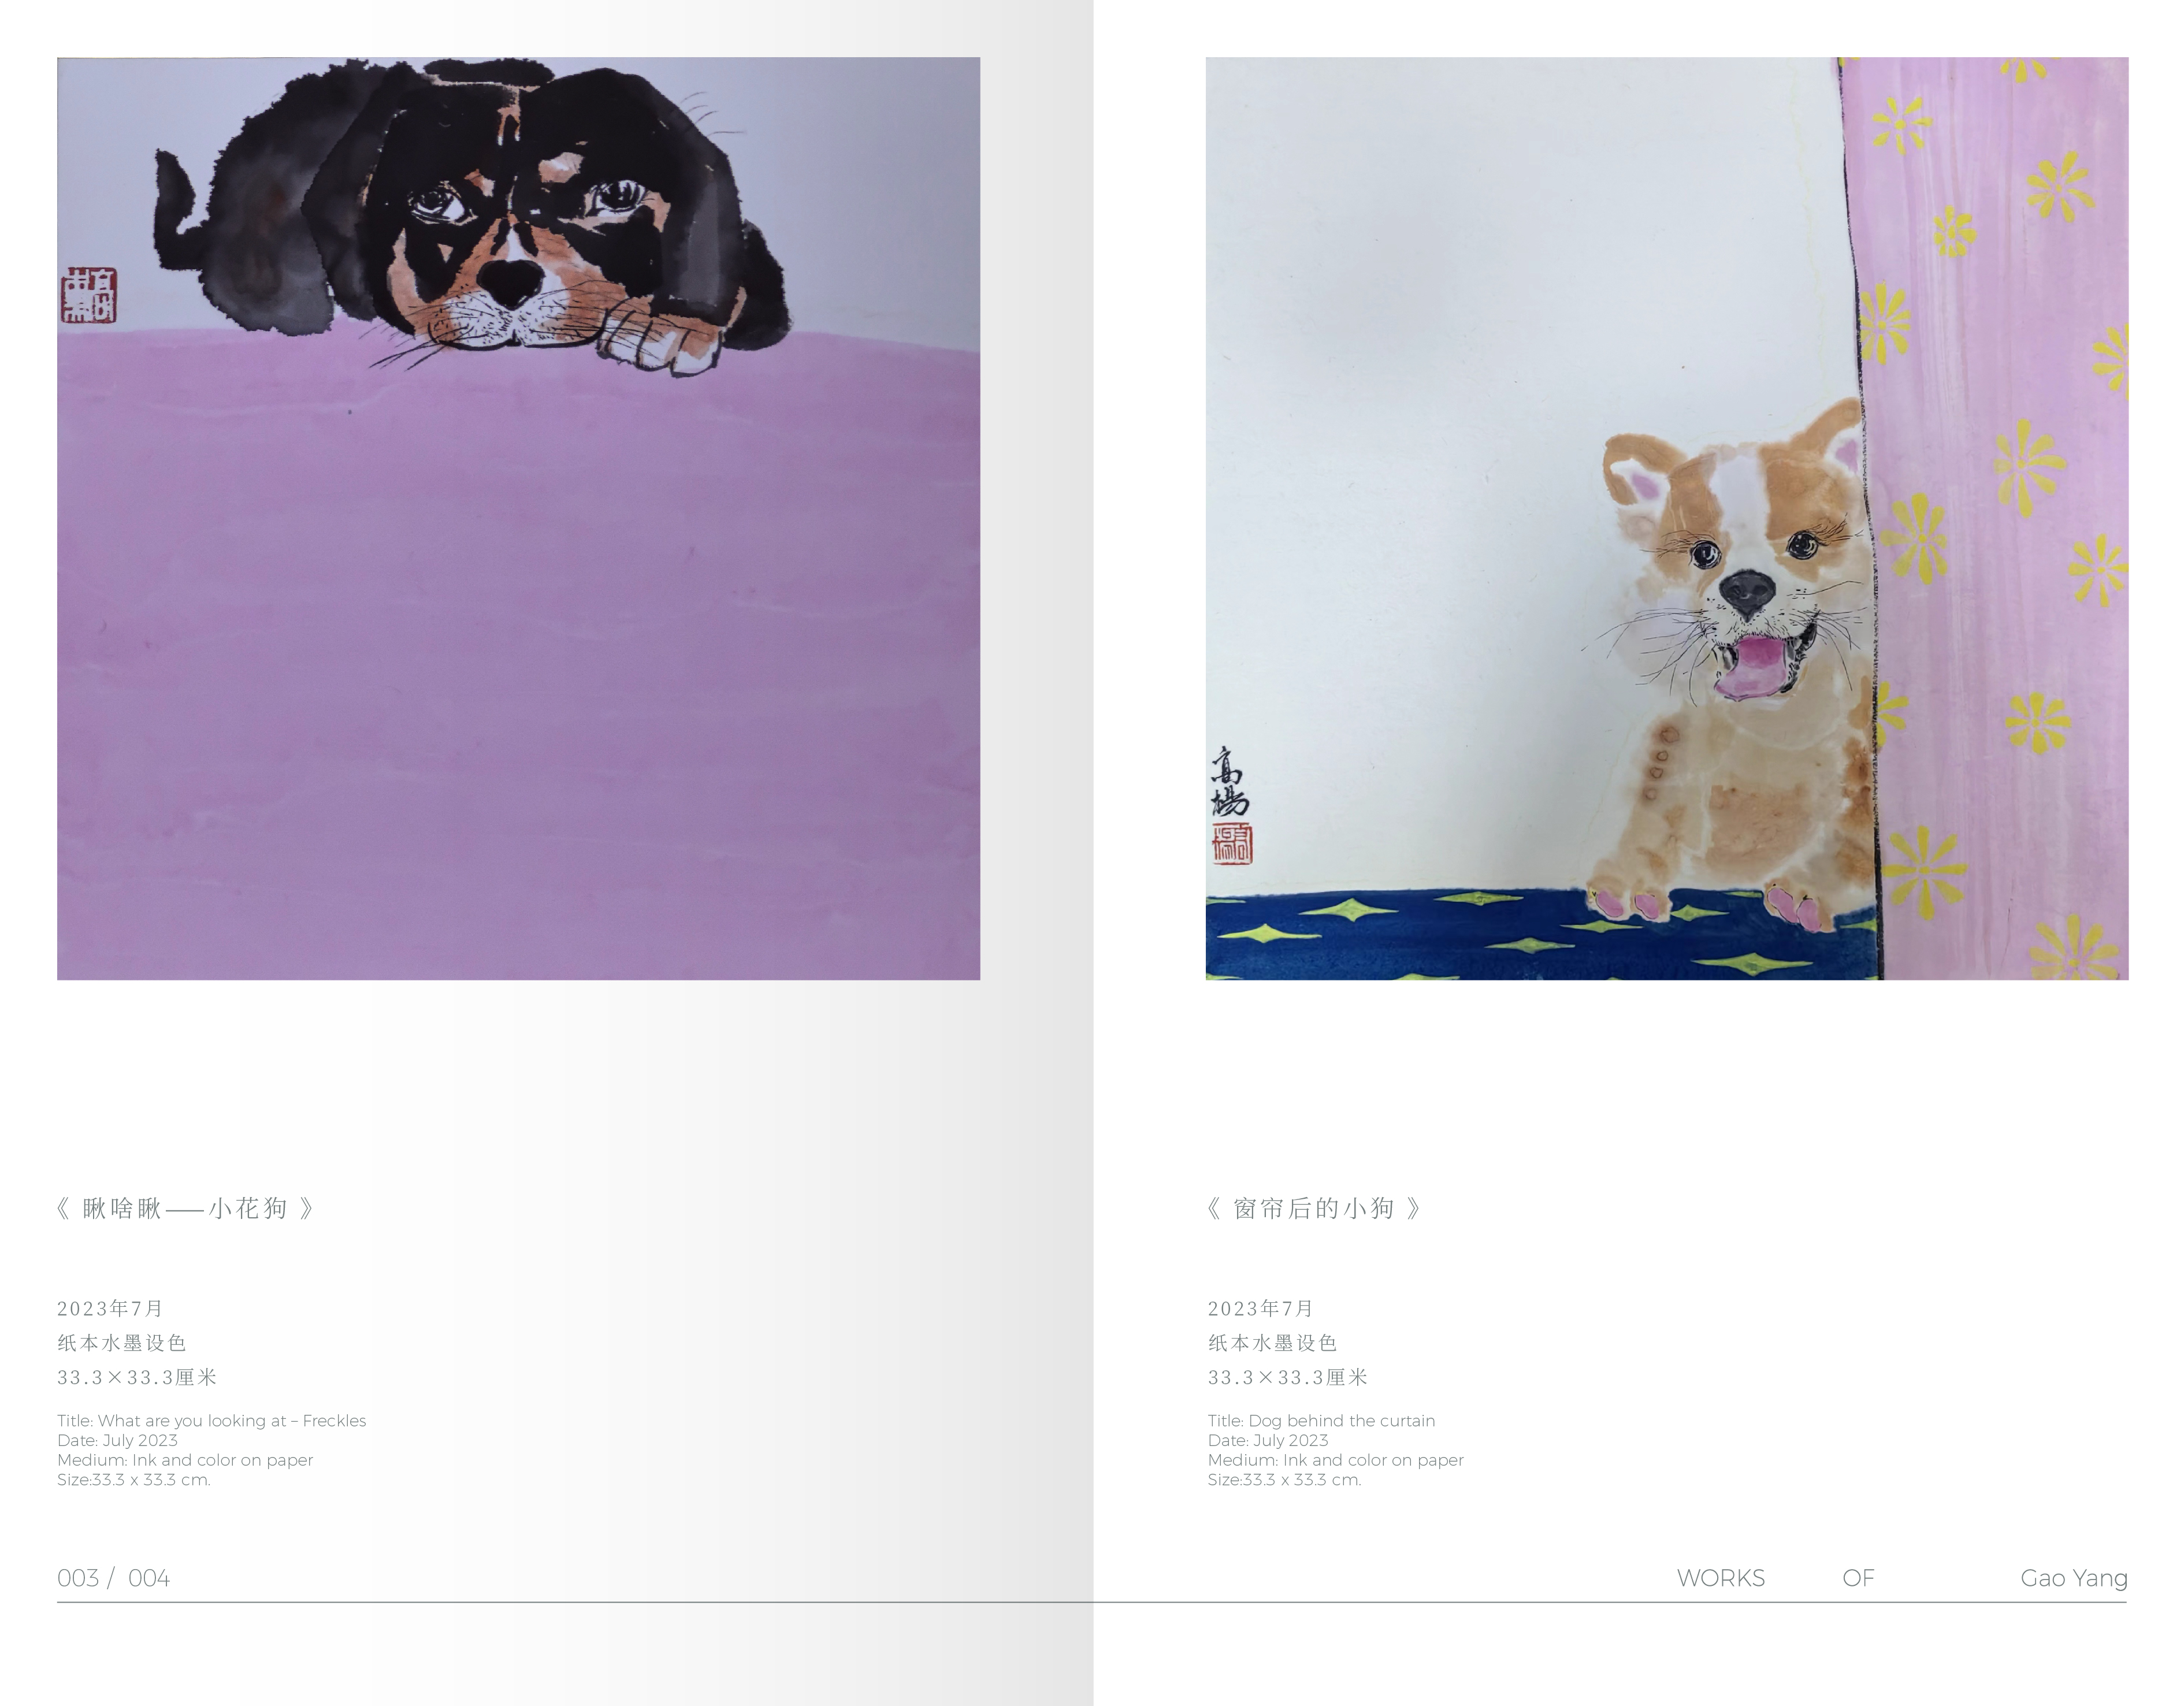 《 瞅啥瞅——小花狗 》
2023年7月
纸本水墨设色
33.3×33.3厘米
Title: What are you looking at – Freckles
Date: July 2023
Medium: Ink and color on paper
Size:33.3 x 33.3 cm.
003 / 004
高楊
《 窗帘后的小狗 》
2023年7月
纸本水墨设色
33.3×33.3厘米
Title: Dog behind the curtain
Date: July 2023
Medium: Ink and color on paper
Size:33.3 x 33.3 cm.
WORKS OF Gao Yang